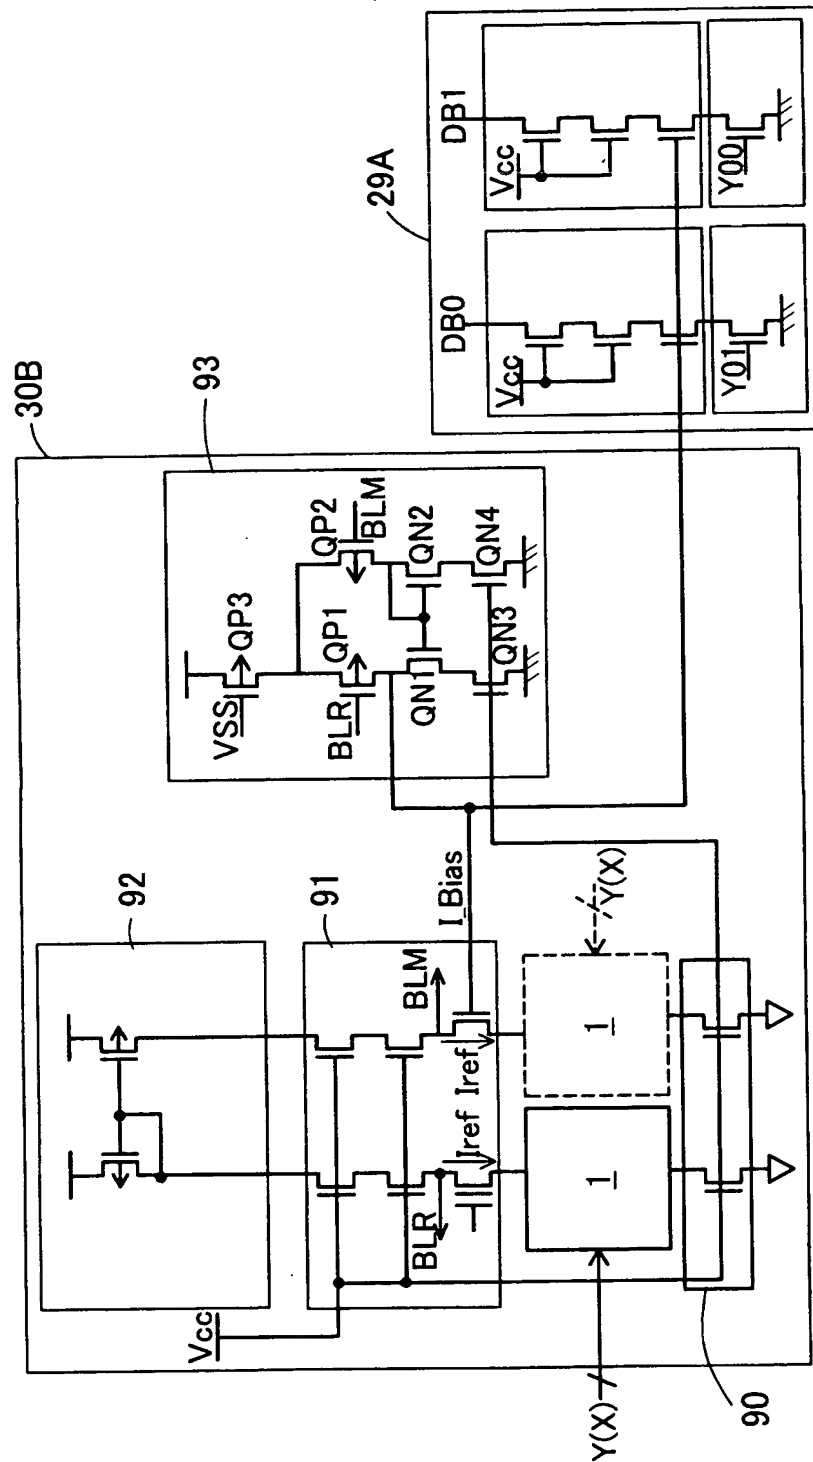 30B
29A
93
92
91
90
Vcc
BLR
BLM
Iref
Iref
I_Bias
1
1
Y(X)
Y(X)
VSS
QP3
BLR
QP1
QP2
BLM
QN1
QN2
QN3
QN4
DB0
DB1
Vcc
Vcc
Y01
Y00